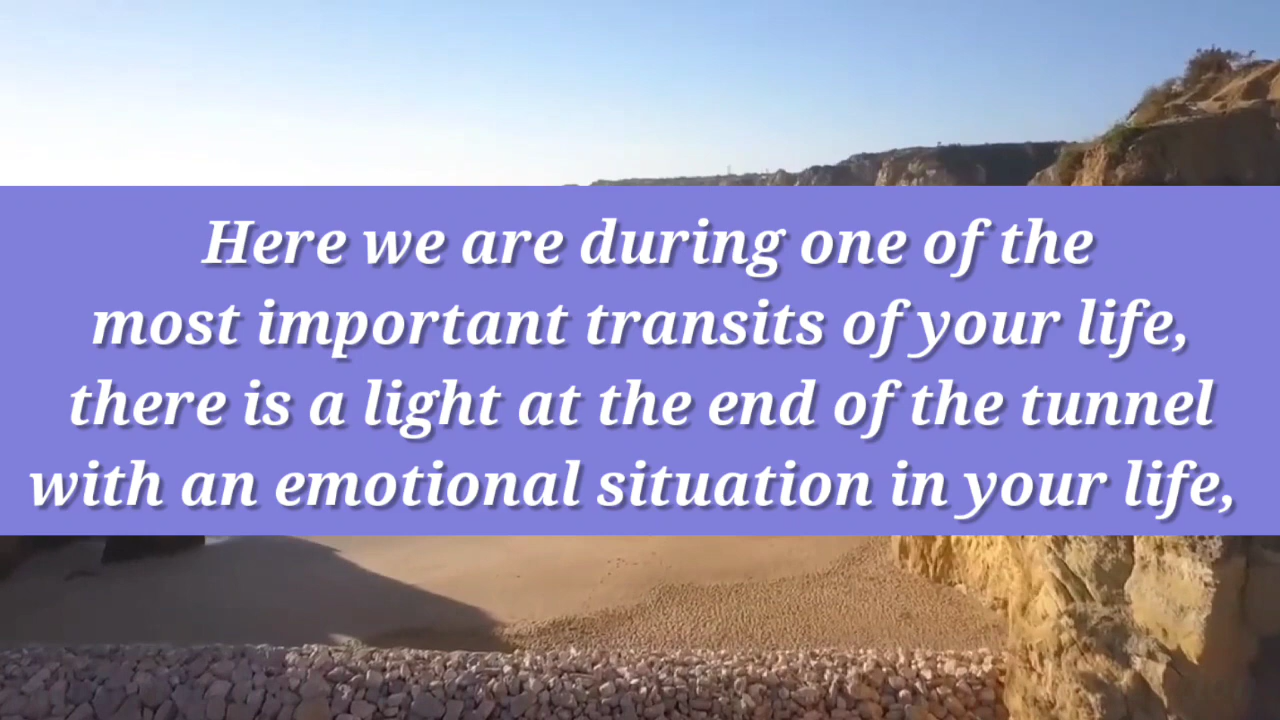 Here we are during one of the
most important transits of your life,
there is a light at the end of the tunnel
with an emotional situation in your life,